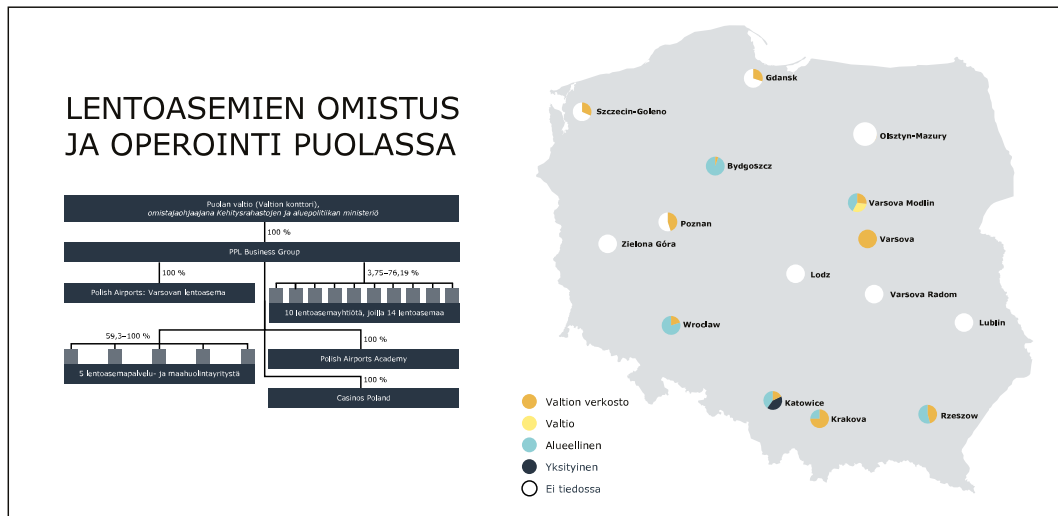 LENTOASEMIEN OMISTUS
JA OPEROINTI PUOLASSA
Puolan valtio (Valtion konttori),
omistajaohjaajana Kehitysrahastojen ja aluepolitiikan ministeriö
100 %
PPL Business Group
100 %
3,75–76,19 %
Polish Airports: Varsovan lentoasema
10 lentoasemayhtiötä, joilla 14 lentoasemaa
59,3–100 %
100 %
Polish Airports Academy
5 lentoasemapalvelu- ja maahuolintayritystä
100 %
Casinos Poland
Gdansk
Szczecin-Goleno
Olsztyn-Mazury
Bydgoszcz
Varsova Modlin
Poznan
Varsova
Zielona Góra
Lodz
Varsova Radom
Lublin
Wroclaw
Katowice
Krakova
Rzeszow
Valtion verkosto
Valtio
Alueellinen
Yksityinen
Ei tiedossa